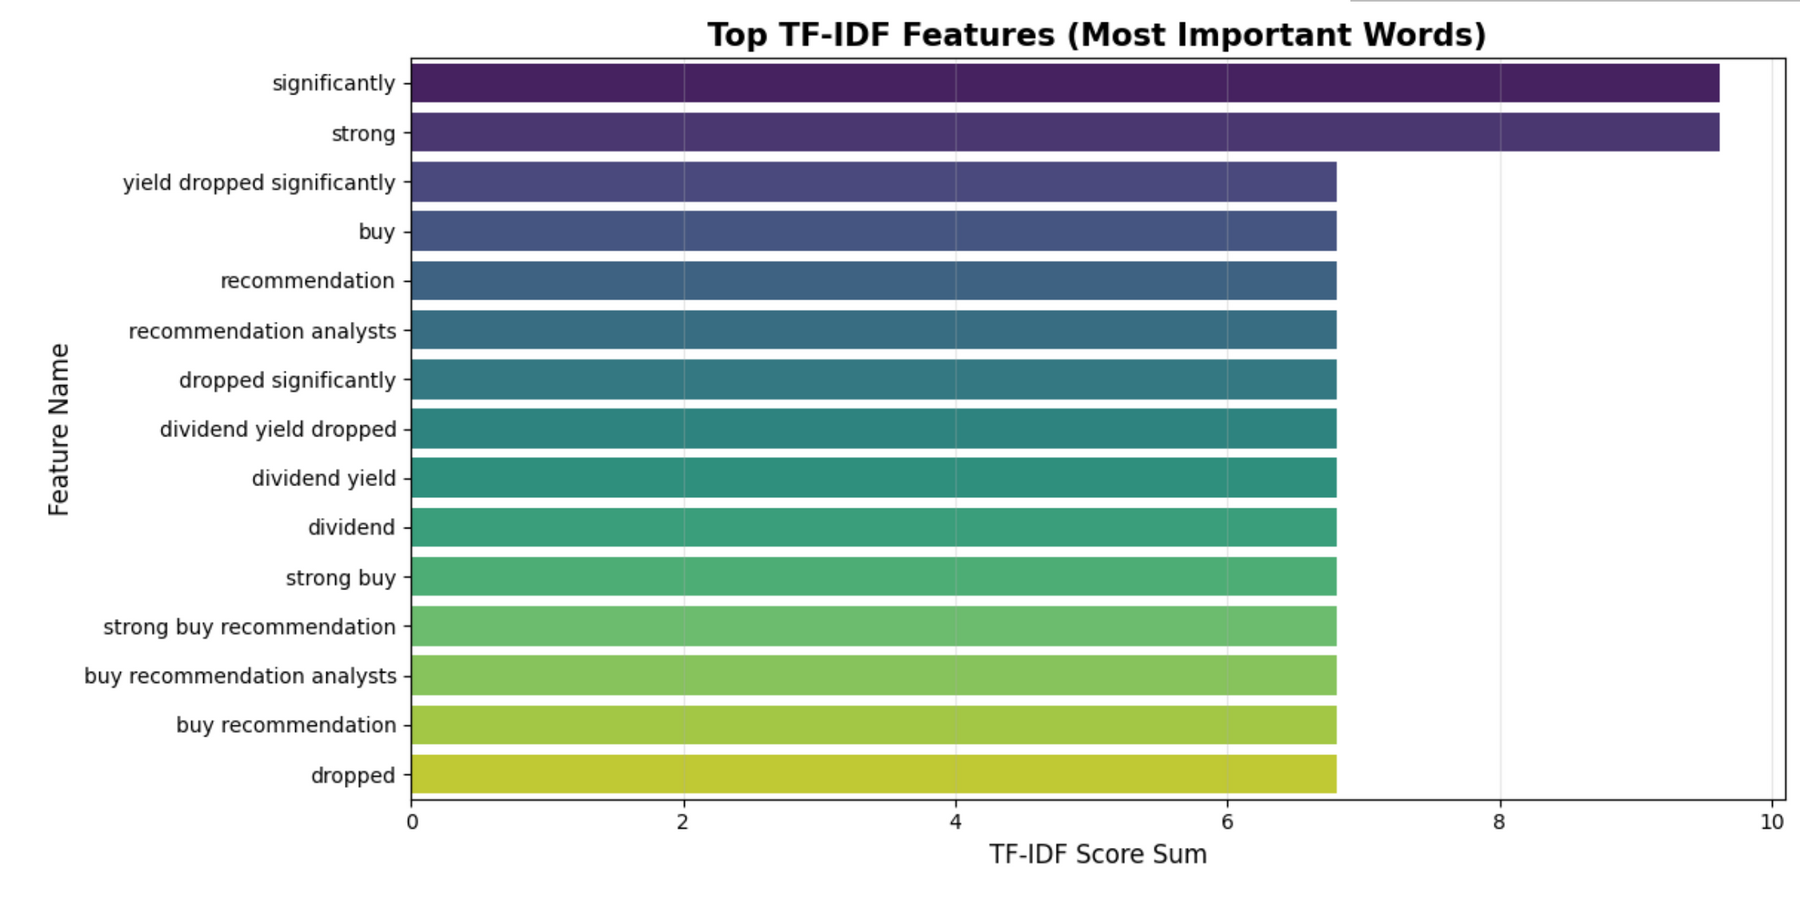 Top TF-IDF Features (Most Important Words)
significantly
strong
yield dropped significantly
buy
recommendation
recommendation analysts
dropped significantly
dividend yield dropped
dividend yield
dividend
strong buy
strong buy recommendation
buy recommendation analysts
buy recommendation
dropped
Feature Name
0 2 4 6 8 10
TF-IDF Score Sum